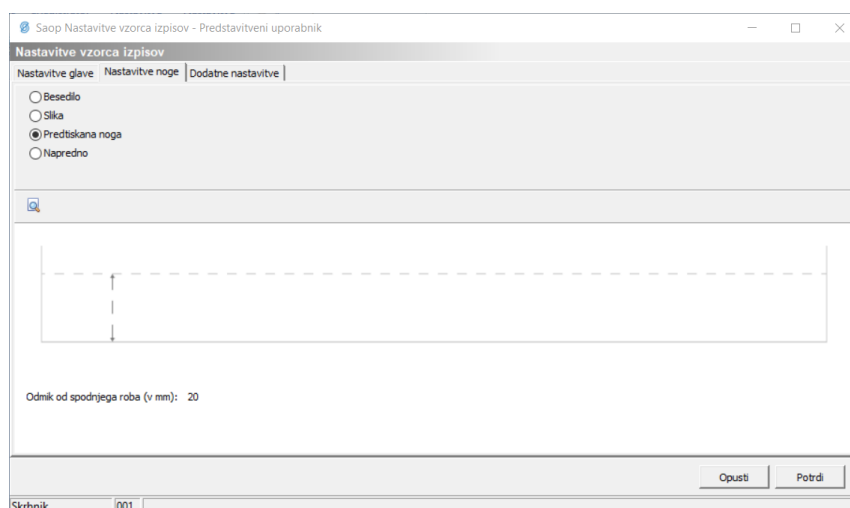 Saop Nastavitve vzorca izpisov - Predstavitveni uporabnik
Nastavitve vzorca izpisov
Nastavitve glave Nastavitve noge Dodatne nastavitve
Besedilo
Slika
Predtiskana noga
Napredno
Odmik od spodnjega roba (v mm): 20
Opusti Potrdi
Skrbnik 001